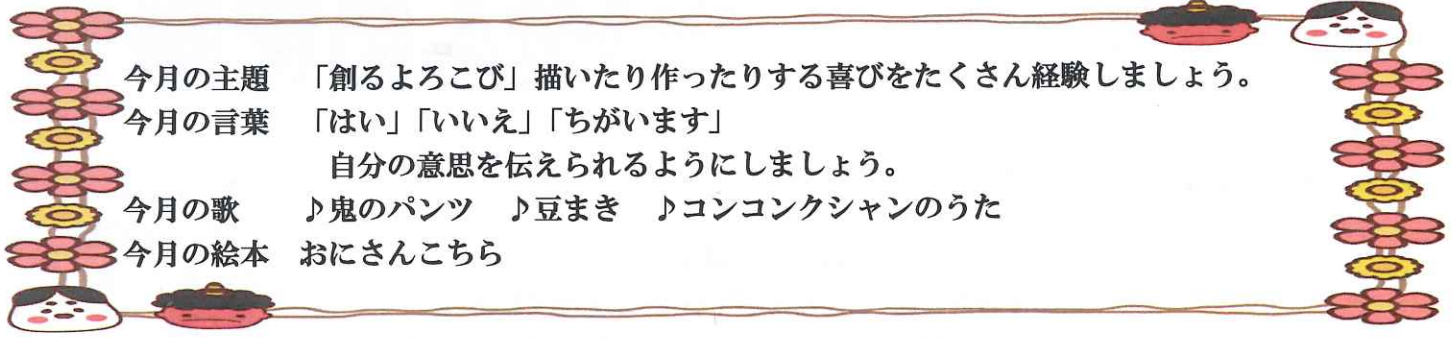 今月の主題　「創るよろこび」描いたり作ったりする喜びをたくさん経験しましょう。
今月の言葉　「はい」「いいえ」「ちがいます」
自分の意思を伝えられるようにしましょう。
今月の歌　　♪鬼のパンツ　♪豆まき　♪コンコンクシャンのうた
今月の絵本　おにさんこちら